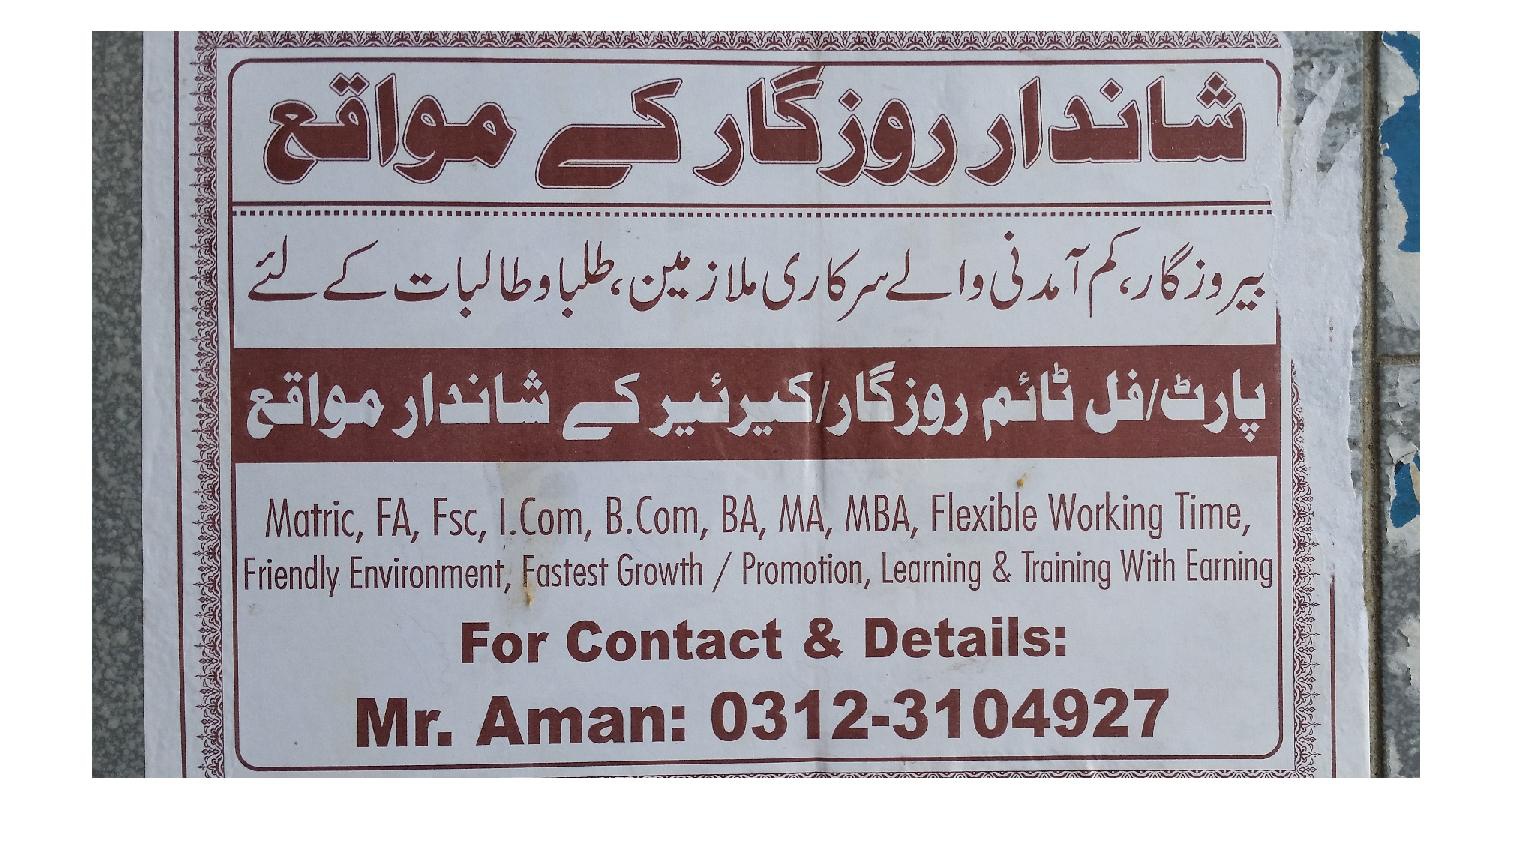 شاندار روزگار کے مواقع
بیروزگار، کم آمدنی والے سرکاری ملازمین، طلبا و طالبات کے لئے
پارٹ/فل ٹائم روزگار/کیرئیر کے شاندار مواقع
Matric, FA, Fsc, I.Com, B.Com, BA, MA, MBA, Flexible Working Time,
Friendly Environment, Fastest Growth / Promotion, Learning & Training With Earning
For Contact & Details:
Mr. Aman: 0312-3104927